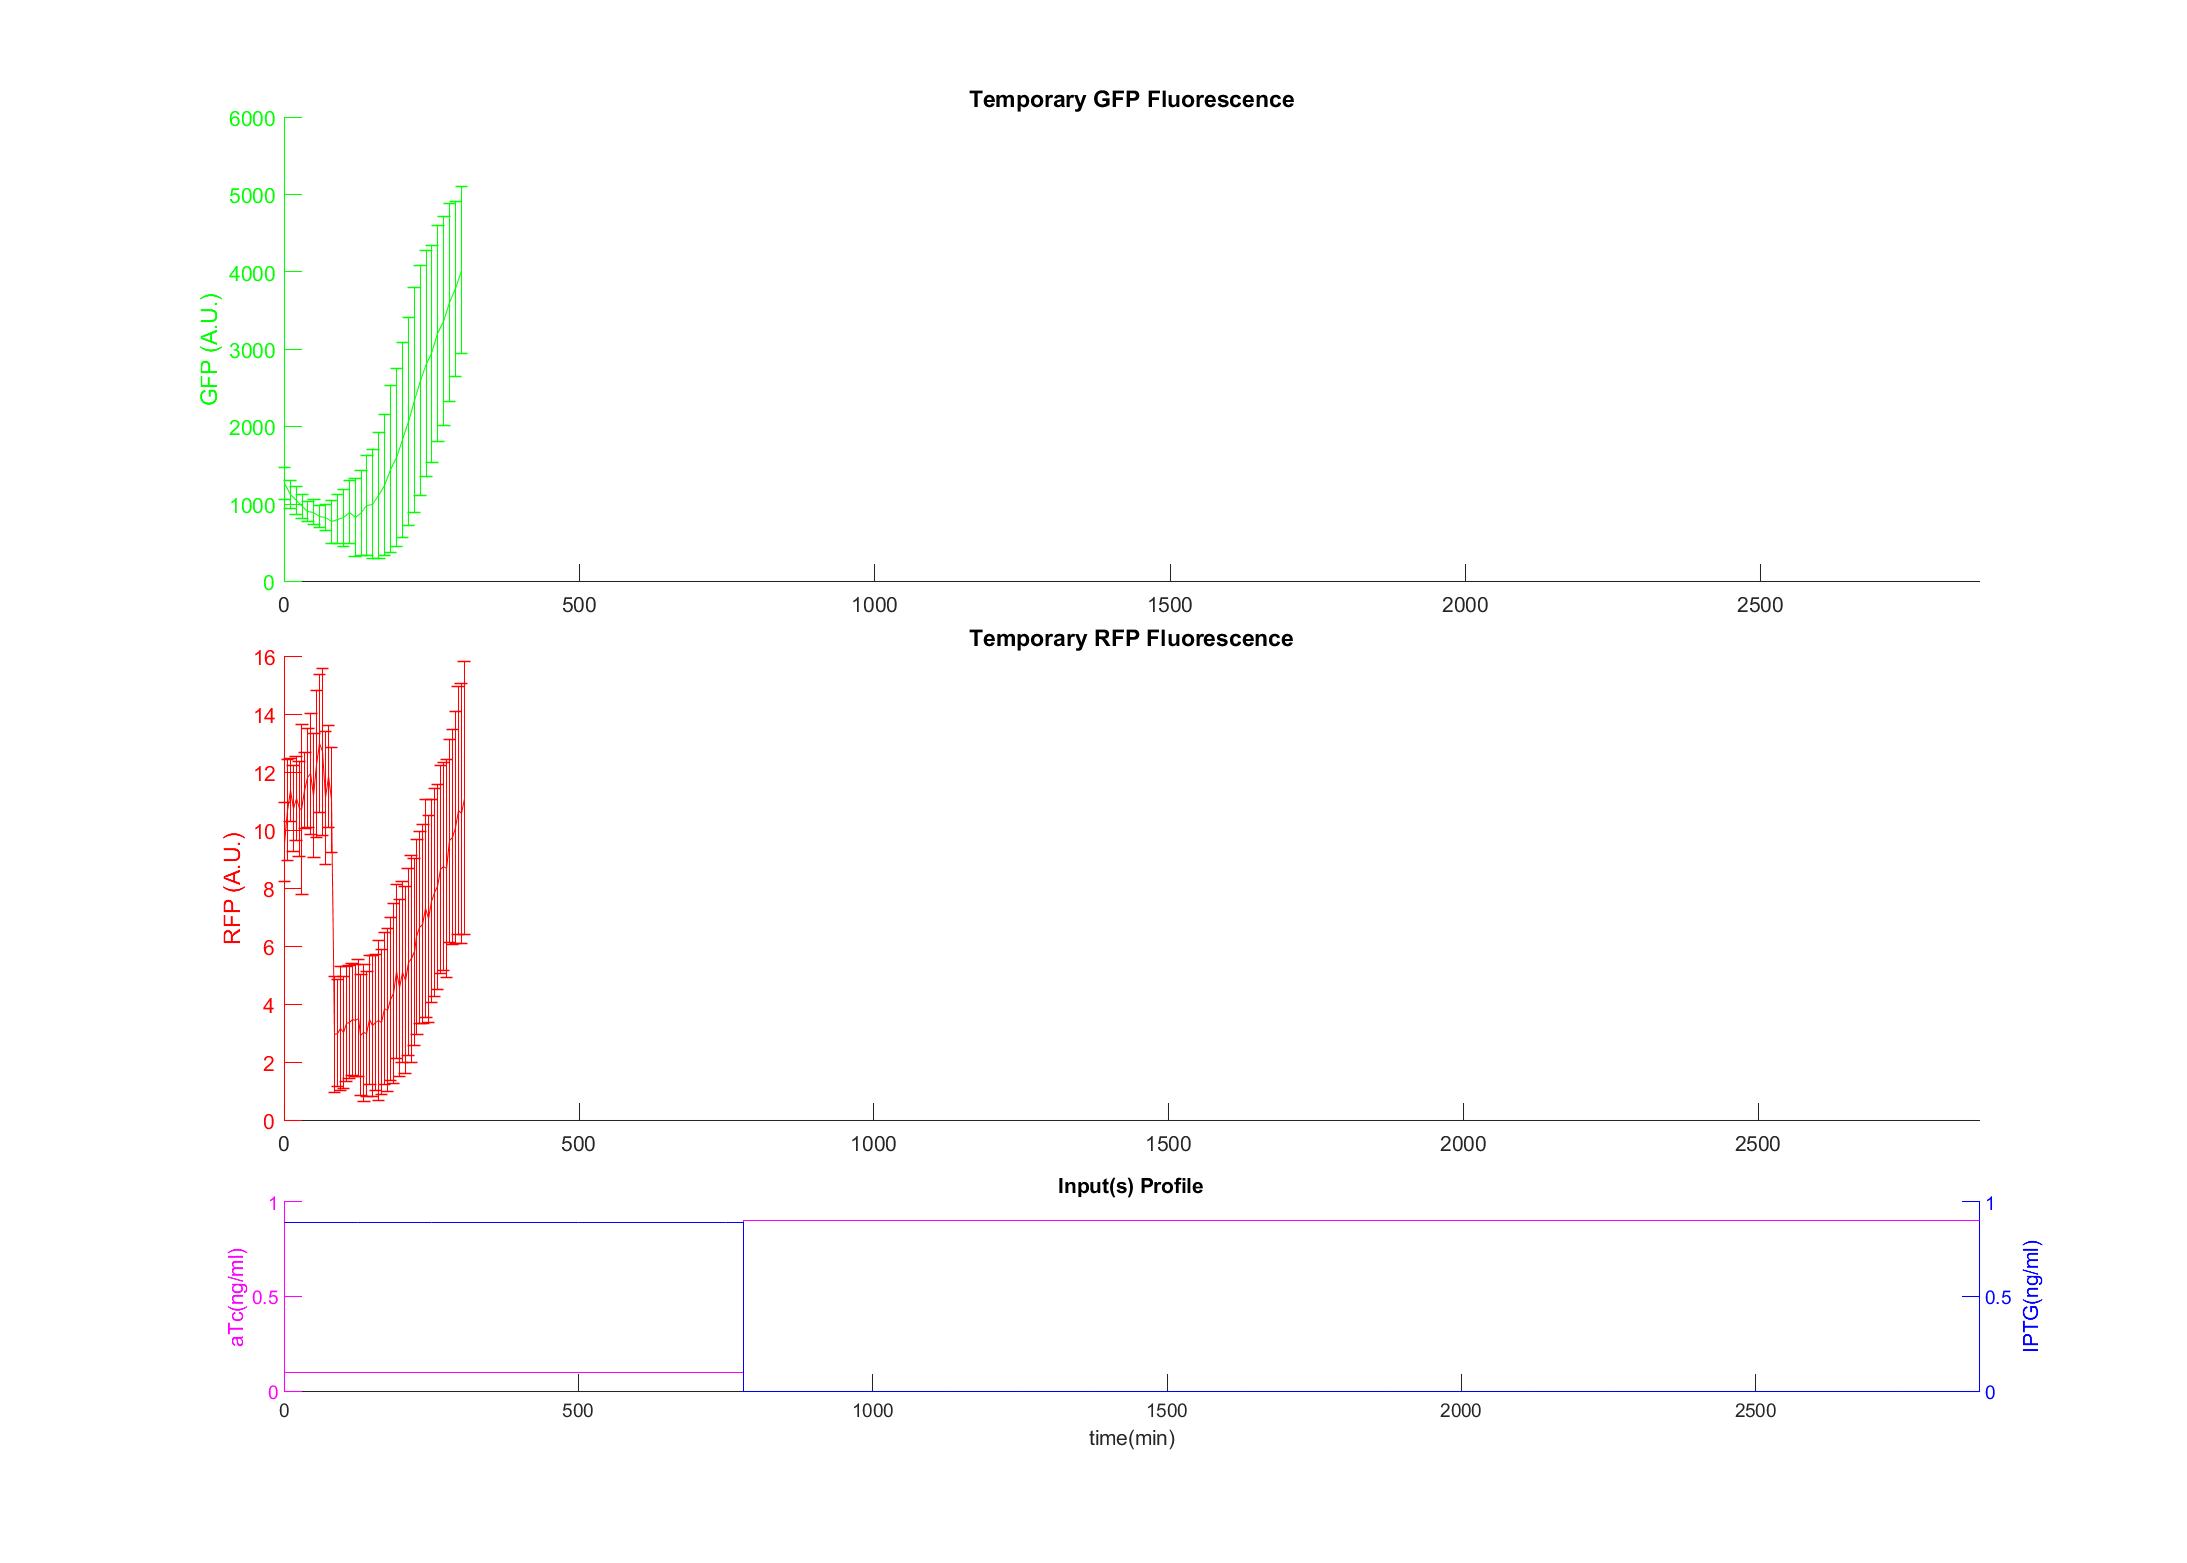 Temporary GFP Fluorescence
6000
5000
4000
3000
2000
1000
0
GFP (A.U.)
0 500 1000 1500 2000 2500
Temporary RFP Fluorescence
16
14
12
10
8
6
4
2
0
RFP (A.U.)
0 500 1000 1500 2000 2500
Input(s) Profile
1
0.5
0
aTc(ng/ml)
1
0.5
0
IPTG(ng/ml)
0 500 1000 1500 2000 2500
time(min)